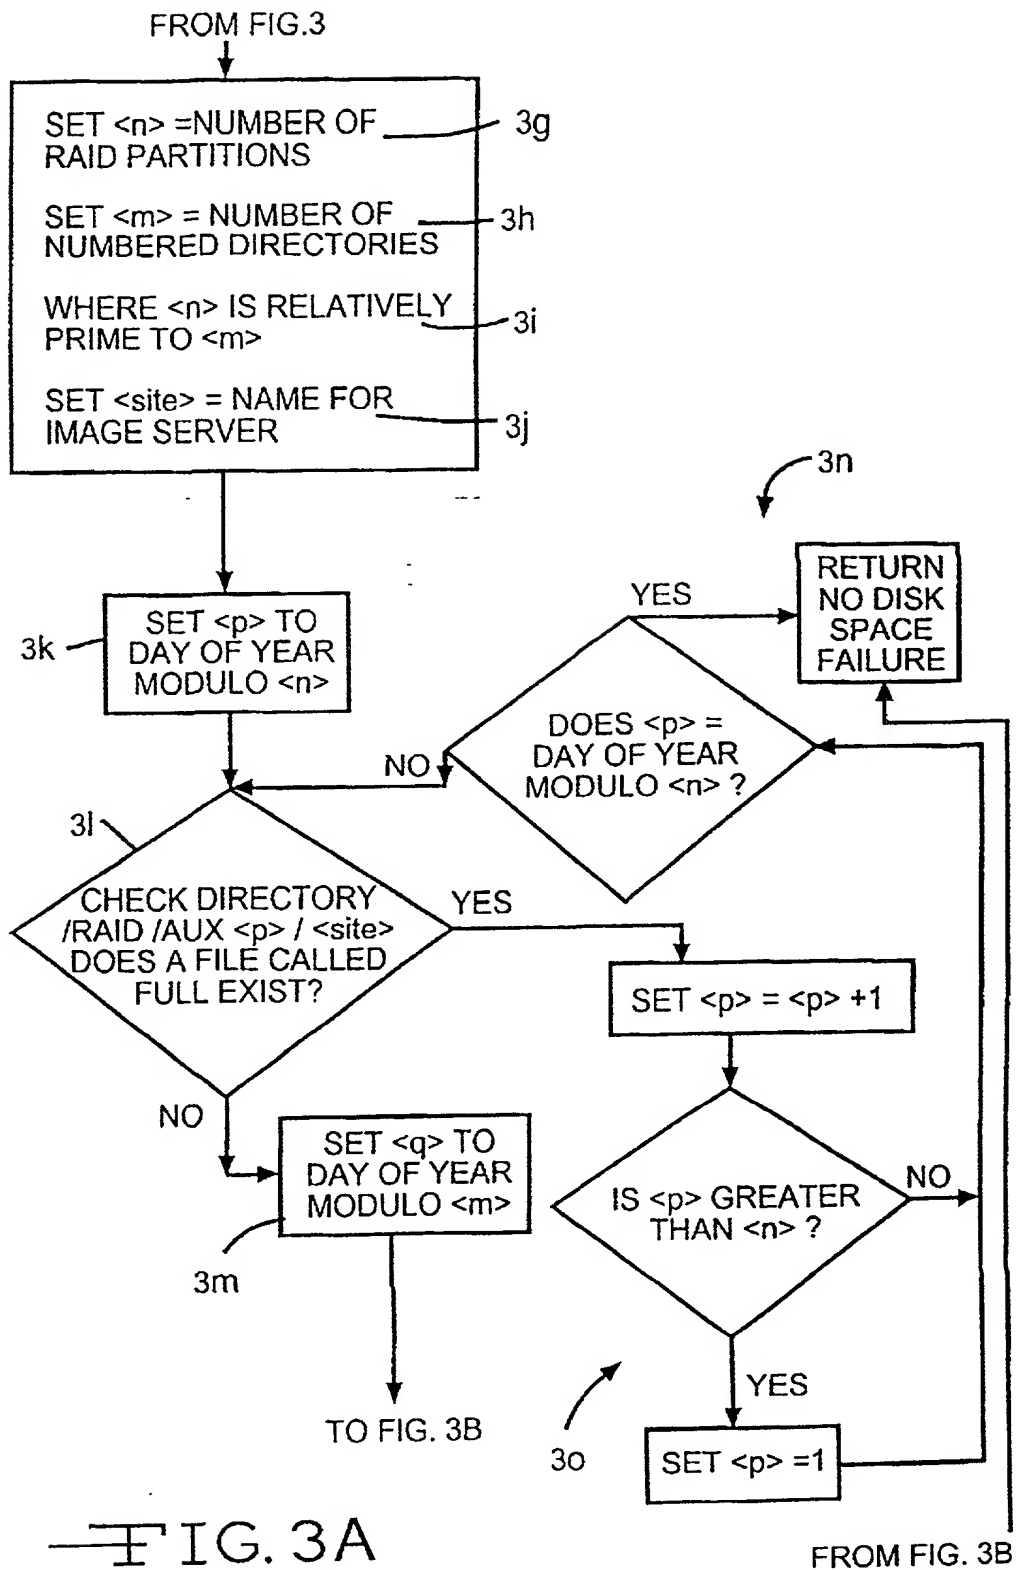 FROM FIG.3
SET <n> =NUMBER OF
RAID PARTITIONS
3g
SET <m> = NUMBER OF
NUMBERED DIRECTORIES
3h
WHERE <n> IS RELATIVELY
PRIME TO <m>
3i
SET <site> = NAME FOR
IMAGE SERVER
3j
3n
RETURN
NO DISK
SPACE
FAILURE
YES
3k
SET <p> TO
DAY OF YEAR
MODULO <n>
DOES <p> =
DAY OF YEAR
MODULO <n> ?
NO
3l
CHECK DIRECTORY
/RAID /AUX <p> / <site>
DOES A FILE CALLED
FULL EXIST?
YES
SET <p> = <p> +1
NO
SET <q> TO
DAY OF YEAR
MODULO <m>
3m
IS <p> GREATER
THAN <n> ?
NO
YES
TO FIG. 3B
3o
SET <p> =1
FIG. 3A
FROM FIG. 3B